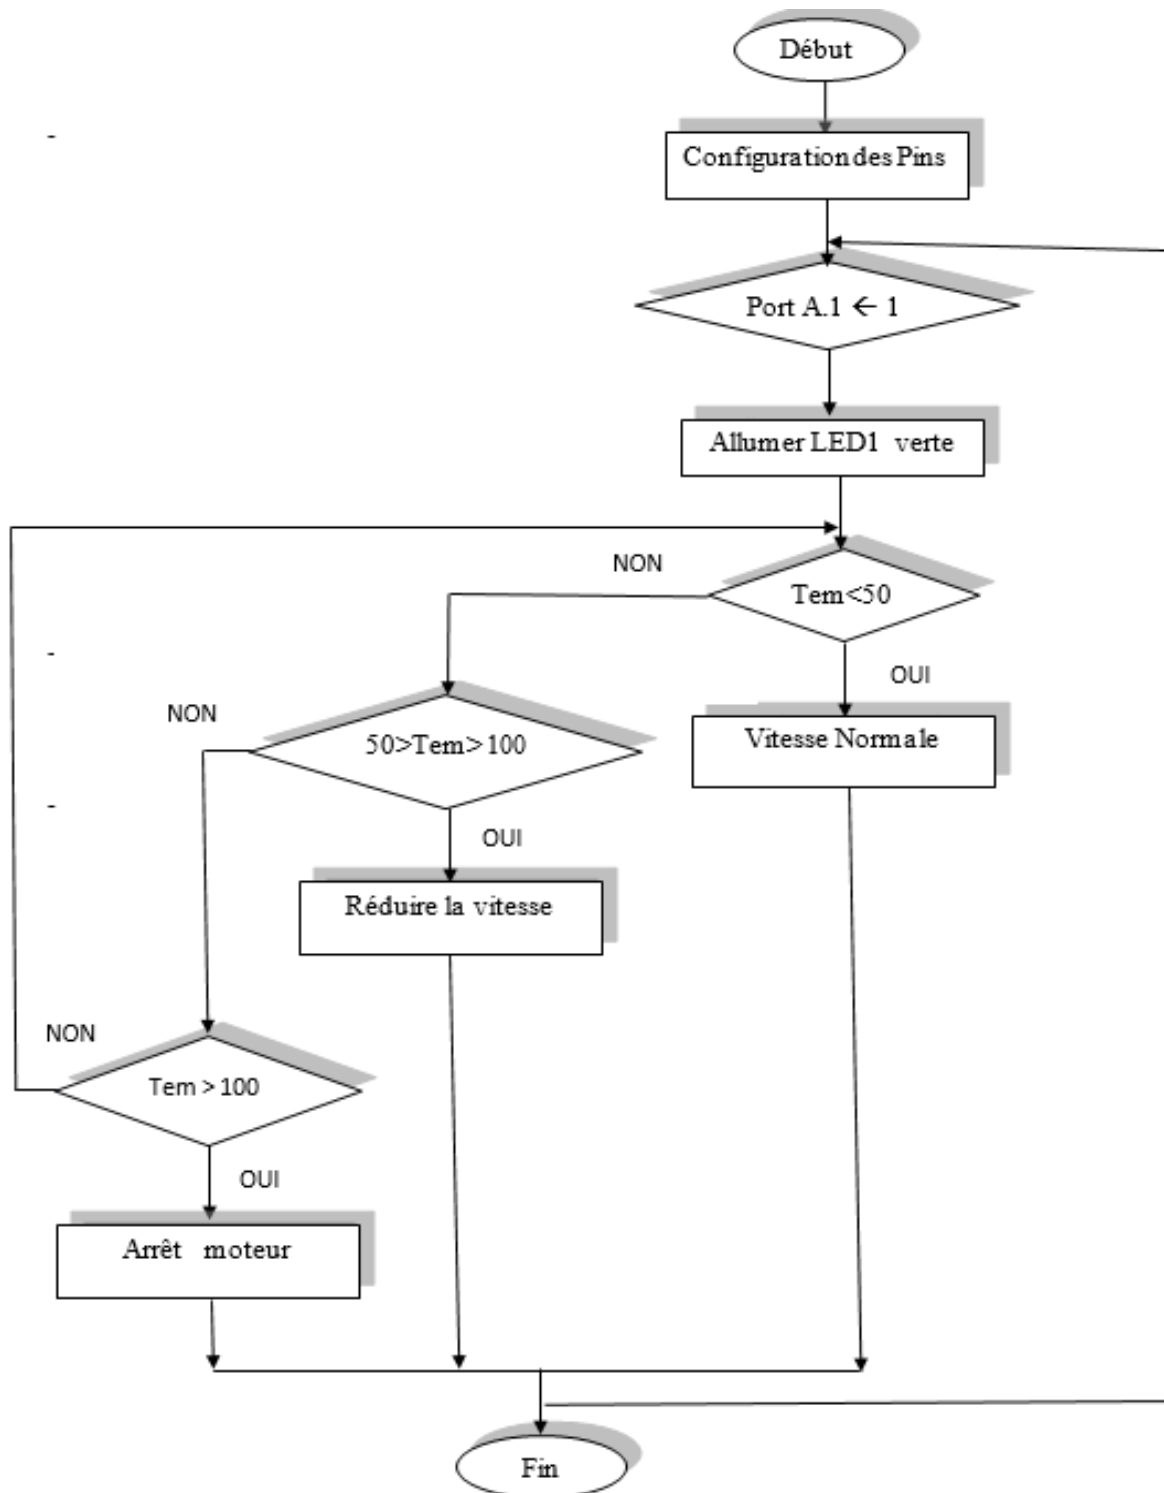 Début
Configuration des Pins
Port A.1 ← 1
Allumer LED1 verte
NON
Tem<50
OUI
NON
50>Tem>100
Vitesse Normale
OUI
Réduire la vitesse
NON
Tem > 100
OUI
Arrêt moteur
Fin